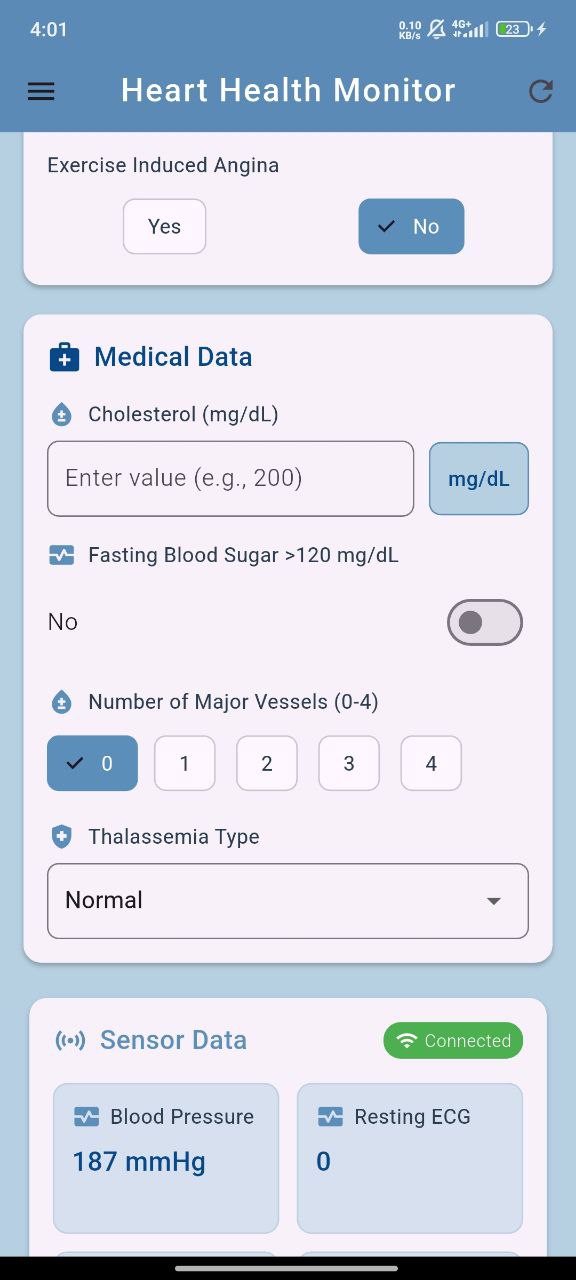 4:01
0.10 KB/s 4G+ 23
Heart Health Monitor
Exercise Induced Angina
Yes No
Medical Data
Cholesterol (mg/dL)
Enter value (e.g., 200) mg/dL
Fasting Blood Sugar >120 mg/dL
No
Number of Major Vessels (0-4)
0 1 2 3 4
Thalassemia Type
Normal
Sensor Data Connected
Blood Pressure Resting ECG
187 mmHg 0